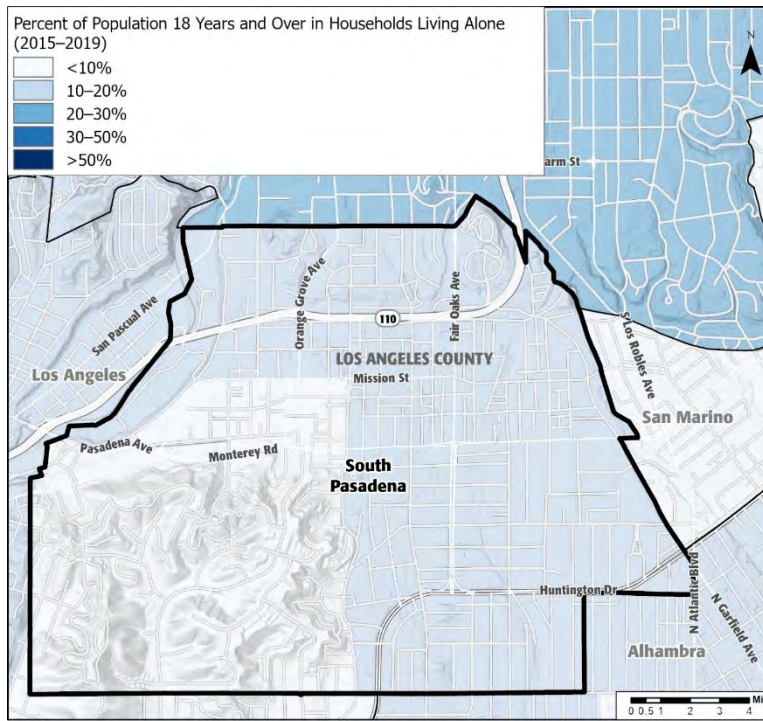 Percent of Population 18 Years and Over in Households Living Alone
(2015–2019)
<10%
10–20%
20–30%
30–50%
>50%
N
arm St
Orange Grove Ave
Fair Oaks Ave
San Pascual Ave
110
S Los Robles Ave
Los Angeles
LOS ANGELES COUNTY
Mission St
San Marino
Pasadena Ave
Monterey Rd
South
Pasadena
Huntington Dr
N Atlantic Blvd
N Garfield Ave
Alhambra
Mi
0 0.5 1 2 3 4